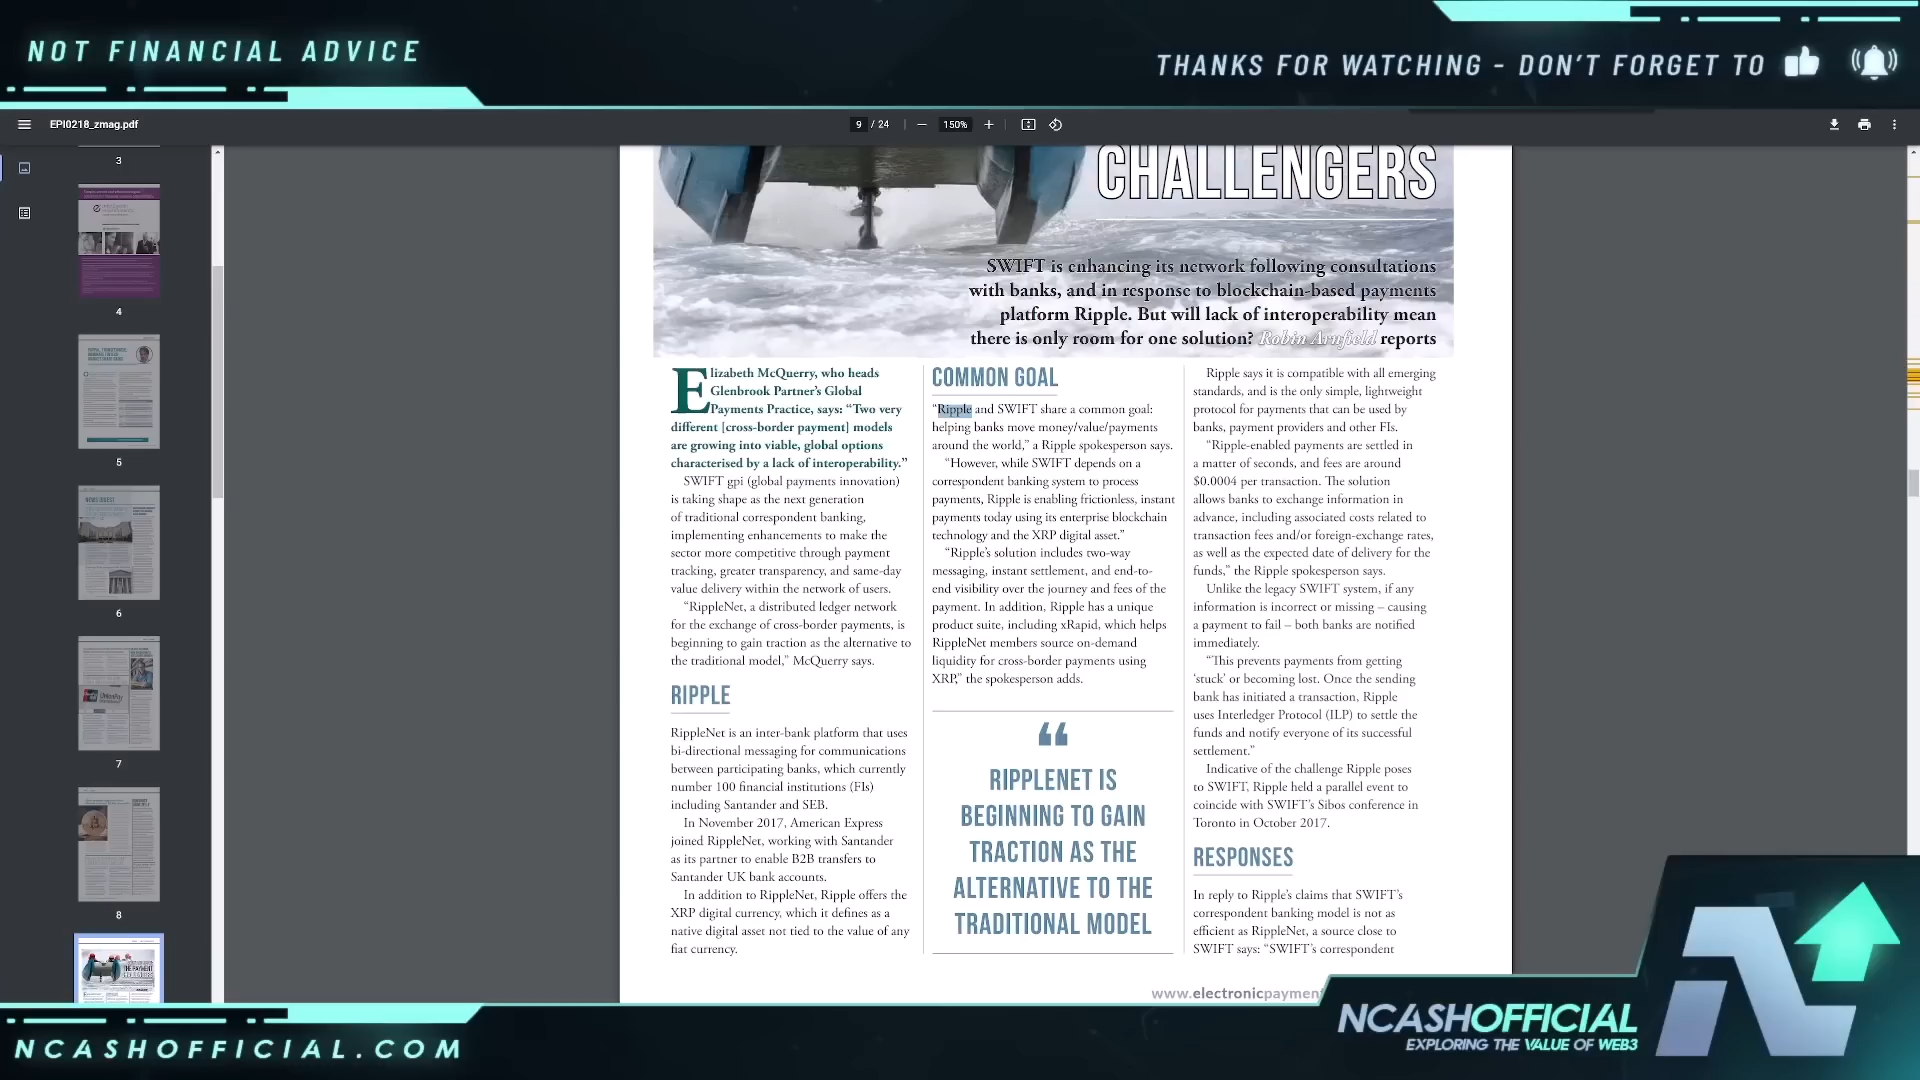 NOT FINANCIAL ADVICE
THANKS FOR WATCHING - DON'T FORGET TO
EPI0218_zmag.pdf
9 / 24
150%
3
4
5
6
7
8
CHALLENGERS
SWIFT is enhancing its network following consultations
with banks, and in response to blockchain-based payments
platform Ripple. But will lack of interoperability mean
there is only room for one solution? Robin Arnfield reports
Elizabeth McQuerry, who heads
Glenbrook Partner's Global
Payments Practice, says: “Two very
different [cross-border payment] models
are growing into viable, global options
characterised by a lack of interoperability.”
SWIFT gpi (global payments innovation)
is taking shape as the next generation
of traditional correspondent banking,
implementing enhancements to make the
sector more competitive through payment
tracking, greater transparency, and same-day
value delivery within the network of users.
“RippleNet, a distributed ledger network
for the exchange of cross-border payments, is
beginning to gain traction as the alternative to
the traditional model,” McQuerry says.
RIPPLE
RippleNet is an inter-bank platform that uses
bi-directional messaging for communications
between participating banks, which currently
number 100 financial institutions (FIs)
including Santander and SEB.
In November 2017, American Express
joined RippleNet, working with Santander
as its partner to enable B2B transfers to
Santander UK bank accounts.
In addition to RippleNet, Ripple offers the
XRP digital currency, which it defines as a
native digital asset not tied to the value of any
fiat currency.
COMMON GOAL
“Ripple and SWIFT share a common goal:
helping banks move money/value/payments
around the world,” a Ripple spokesperson says.
“However, while SWIFT depends on a
correspondent banking system to process
payments, Ripple is enabling frictionless, instant
payments today using its enterprise blockchain
technology and the XRP digital asset.”
“Ripple's solution includes two-way
messaging, instant settlement, and end-to-
end visibility over the journey and fees of the
payment. In addition, Ripple has a unique
product suite, including xRapid, which helps
RippleNet members source on-demand
liquidity for cross-border payments using
XRP,” the spokesperson adds.
“
RIPPLENET IS
BEGINNING TO GAIN
TRACTION AS THE
ALTERNATIVE TO THE
TRADITIONAL MODEL
Ripple says it is compatible with all emerging
standards, and is the only simple, lightweight
protocol for payments that can be used by
banks, payment providers and other FIs.
“Ripple-enabled payments are settled in
a matter of seconds, and fees are around
$0.0004 per transaction. The solution
allows banks to exchange information in
advance, including associated costs related to
transaction fees and/or foreign-exchange rates,
as well as the expected date of delivery for the
funds,” the Ripple spokesperson says.
Unlike the legacy SWIFT system, if any
information is incorrect or missing – causing
a payment to fail – both banks are notified
immediately.
“This prevents payments from getting
‘stuck’ or becoming lost. Once the sending
bank has initiated a transaction, Ripple
uses Interledger Protocol (ILP) to settle the
funds and notify everyone of its successful
settlement.”
Indicative of the challenge Ripple poses
to SWIFT, Ripple held a parallel event to
coincide with SWIFT's Sibos conference in
Toronto in October 2017.
RESPONSES
In reply to Ripple's claims that SWIFT's
correspondent banking model is not as
efficient as RippleNet, a source close to
SWIFT says: “SWIFT's correspondent
www.electronicpayment
NCASHOFFICIAL.COM
NCASHOFFICIAL
EXPLORING THE VALUE OF WEB3